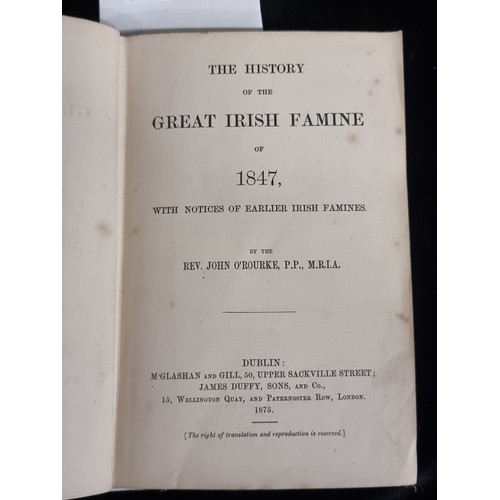 THE HISTORY
OF THE
GREAT IRISH FAMINE
OF
1847,
WITH NOTICES OF EARLIER IRISH FAMINES.
BY THE
REV. JOHN O'ROURKE, P.P., M.R.I.A.
DUBLIN:
M'GLASHAN AND GILL, 50, UPPER SACKVILLE STREET;
JAMES DUFFY, SONS, AND CO.,
15, WELLINGTON QUAY, AND PATERNOSTER ROW, LONDON.
1875.
[The right of translation and reproduction is reserved.]